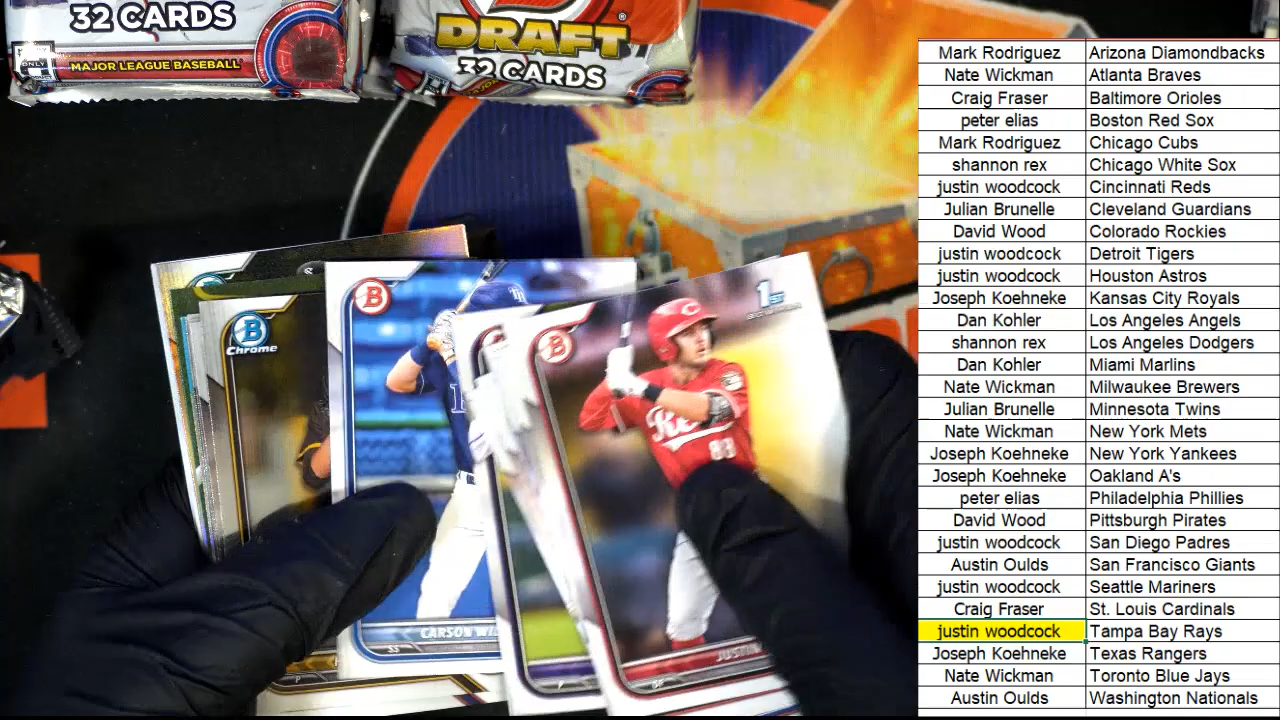 32 CARDS
MAJOR LEAGUE BASEBALL
DRAFT
32 CARDS
Mark Rodriguez Arizona Diamondbacks
Nate Wickman Atlanta Braves
Craig Fraser Baltimore Orioles
peter elias Boston Red Sox
Mark Rodriguez Chicago Cubs
shannon rex Chicago White Sox
justin woodcock Cincinnati Reds
Julian Brunelle Cleveland Guardians
David Wood Colorado Rockies
justin woodcock Detroit Tigers
justin woodcock Houston Astros
Joseph Koehneke Kansas City Royals
Dan Kohler Los Angeles Angels
shannon rex Los Angeles Dodgers
Dan Kohler Miami Marlins
Nate Wickman Milwaukee Brewers
Julian Brunelle Minnesota Twins
Nate Wickman New York Mets
Joseph Koehneke New York Yankees
Joseph Koehneke Oakland A's
peter elias Philadelphia Phillies
David Wood Pittsburgh Pirates
justin woodcock San Diego Padres
Austin Oulds San Francisco Giants
justin woodcock Seattle Mariners
Craig Fraser St. Louis Cardinals
justin woodcock Tampa Bay Rays
Joseph Koehneke Texas Rangers
Nate Wickman Toronto Blue Jays
Austin Oulds Washington Nationals
B
Chrome
B
CARSON
SS
P
B
1st
88
JUSTIN